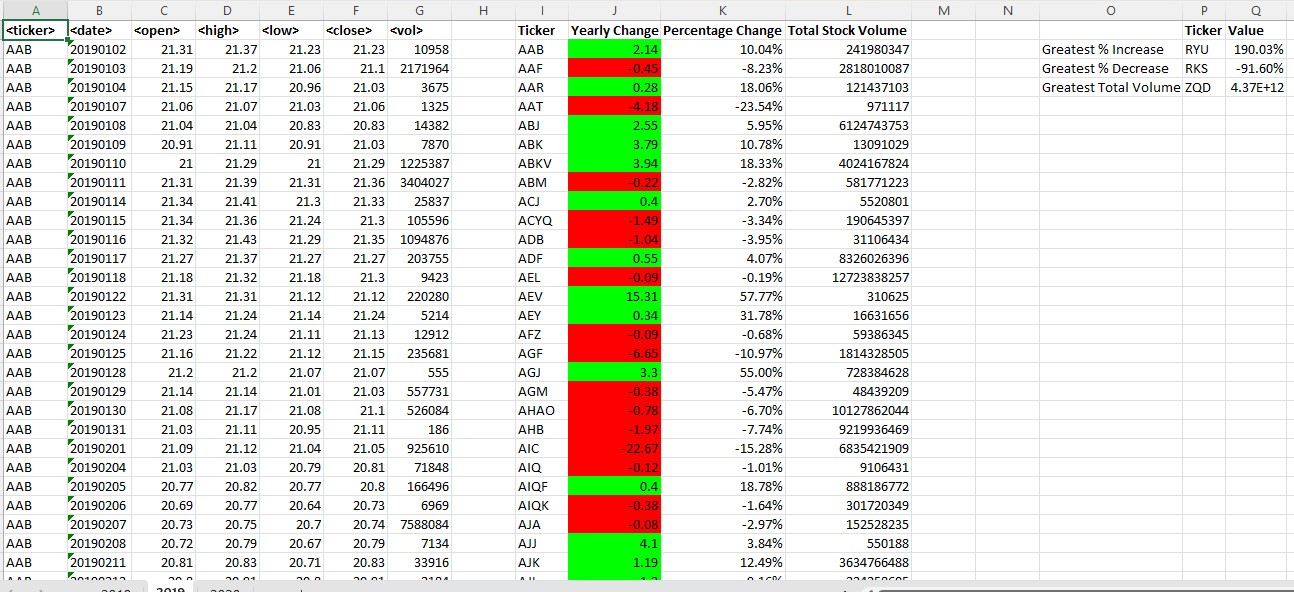 A B C D E F G H I J K L M N O P Q
<ticker> <date> <open> <high> <low> <close> <vol> Ticker Yearly Change Percentage Change Total Stock Volume Ticker Value
AAB 20190102 21.31 21.37 21.23 21.23 10958 AAB 2.14 10.04% 241980347 Greatest % Increase RYU 190.03%
AAB 20190103 21.19 21.2 21.06 21.1 2171964 AAF -0.45 -8.23% 2818010087 Greatest % Decrease RKS -91.60%
AAB 20190104 21.15 21.17 20.96 21.03 3675 AAR 0.28 18.06% 121437103 Greatest Total Volume ZQD 4.37E+12
AAB 20190107 21.06 21.07 21.03 21.06 1325 AAT -4.18 -23.54% 971117
AAB 20190108 21.04 21.04 20.83 20.83 14382 ABJ 2.55 5.95% 6124743753
AAB 20190109 20.91 21.11 20.91 21.03 7870 ABK 3.79 10.78% 13091029
AAB 20190110 21 21.29 21 21.29 1225387 ABKV 3.94 18.33% 4024167824
AAB 20190111 21.31 21.39 21.31 21.36 3404027 ABM -0.22 -2.82% 581771223
AAB 20190114 21.34 21.41 21.3 21.33 25837 ACJ 0.4 2.70% 5520801
AAB 20190115 21.34 21.36 21.24 21.3 105596 ACYQ -1.49 -3.34% 190645397
AAB 20190116 21.32 21.43 21.29 21.35 1094876 ADB -1.04 -3.95% 31106434
AAB 20190117 21.27 21.37 21.27 21.27 203755 ADF 0.55 4.07% 8326026396
AAB 20190118 21.18 21.32 21.18 21.3 9423 AEL -0.09 -0.19% 12723838257
AAB 20190122 21.31 21.31 21.12 21.12 220280 AEV 15.31 57.77% 310625
AAB 20190123 21.14 21.24 21.14 21.24 5214 AEY 0.34 31.78% 16631656
AAB 20190124 21.23 21.24 21.11 21.13 12912 AFZ -0.09 -0.68% 59386345
AAB 20190125 21.16 21.22 21.12 21.15 235681 AGF -6.65 -10.97% 1814328505
AAB 20190128 21.2 21.2 21.07 21.07 555 AGJ 3.3 55.00% 728384628
AAB 20190129 21.14 21.14 21.01 21.03 557731 AGM -0.38 -5.47% 48439209
AAB 20190130 21.08 21.17 21.08 21.1 526084 AHAO -0.78 -6.70% 10127862044
AAB 20190131 21.03 21.11 20.95 21.11 186 AHB -1.97 -7.74% 9219936469
AAB 20190201 21.09 21.12 21.04 21.05 925610 AIC -22.67 -15.28% 6835421909
AAB 20190204 21.03 21.03 20.79 20.81 71848 AIQ -0.12 -1.01% 9106431
AAB 20190205 20.77 20.82 20.77 20.8 166496 AIQF 0.4 18.78% 888186772
AAB 20190206 20.69 20.77 20.64 20.73 6969 AIQK -0.38 -1.64% 301720349
AAB 20190207 20.73 20.75 20.7 20.74 7588084 AJA -0.08 -2.97% 152528235
AAB 20190208 20.72 20.79 20.67 20.79 7134 AJJ 4.1 3.84% 550188
AAB 20190211 20.81 20.83 20.71 20.83 33916 AJK 1.19 12.49% 3634766488
2019